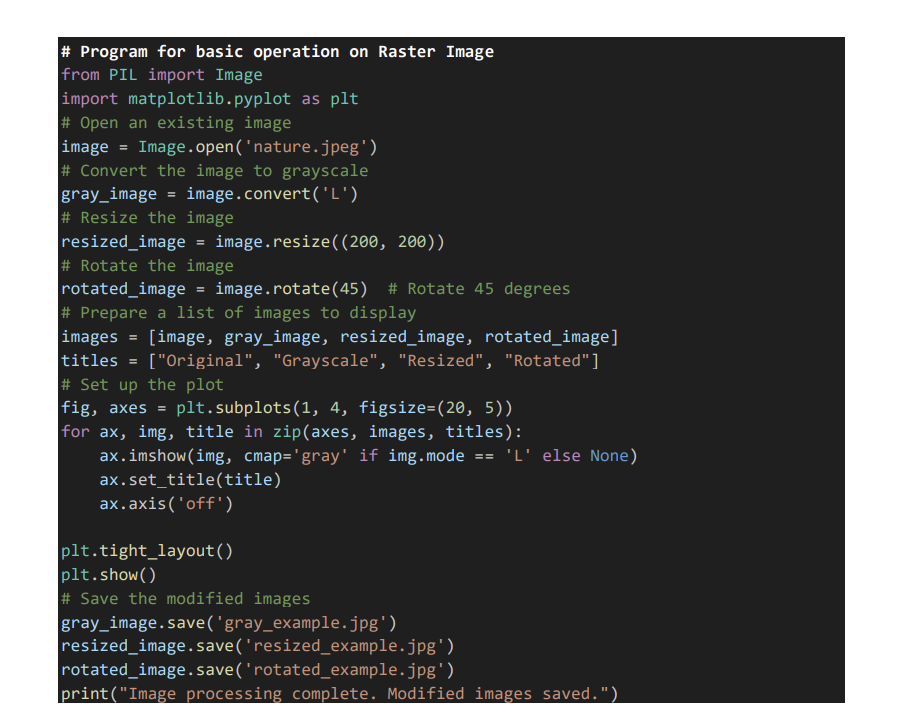 # Program for basic operation on Raster Image
from PIL import Image
import matplotlib.pyplot as plt
# Open an existing image
image = Image.open('nature.jpeg')
# Convert the image to grayscale
gray_image = image.convert('L')
# Resize the image
resized_image = image.resize((200, 200))
# Rotate the image
rotated_image = image.rotate(45)  # Rotate 45 degrees
# Prepare a list of images to display
images = [image, gray_image, resized_image, rotated_image]
titles = ["Original", "Grayscale", "Resized", "Rotated"]
# Set up the plot
fig, axes = plt.subplots(1, 4, figsize=(20, 5))
for ax, img, title in zip(axes, images, titles):
    ax.imshow(img, cmap='gray' if img.mode == 'L' else None)
    ax.set_title(title)
    ax.axis('off')

plt.tight_layout()
plt.show()
# Save the modified images
gray_image.save('gray_example.jpg')
resized_image.save('resized_example.jpg')
rotated_image.save('rotated_example.jpg')
print("Image processing complete. Modified images saved.")